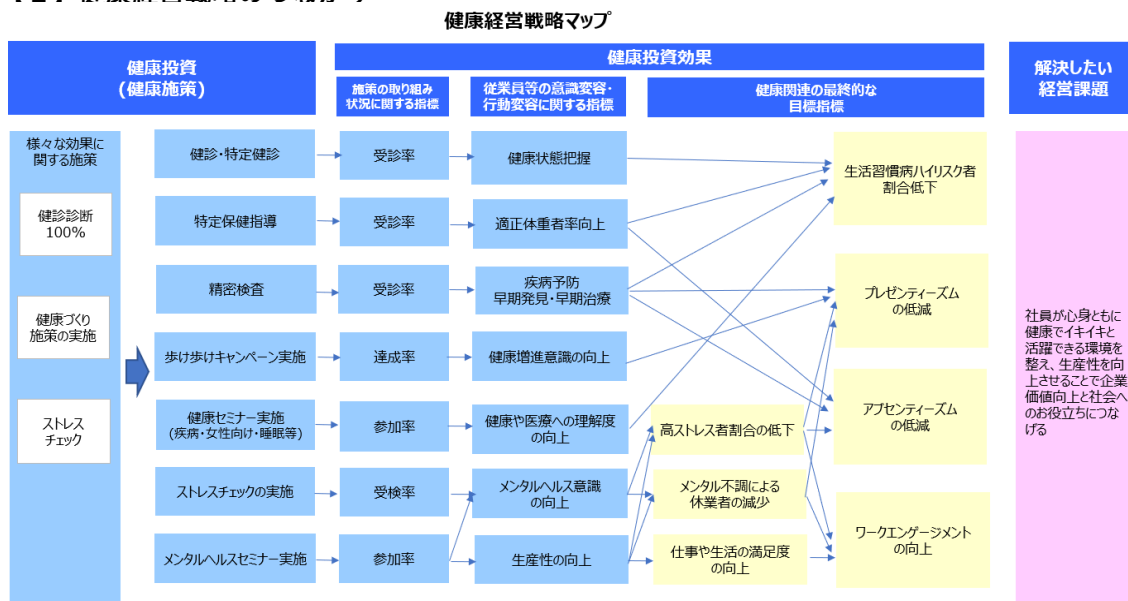 健康経営戦略マップ
健康投資
(健康施策)
健康投資効果
解決したい
経営課題
施策の取り組み
状況に関する指標
従業員等の意識変容・
行動変容に関する指標
健康関連の最終的な
目標指標
様々な効果に
関する施策
健診診断
100%
健康づくり
施策の実施
ストレス
チェック
健診・特定健診
受診率
健康状態把握
特定保健指導
受診率
適正体重者率向上
精密検査
受診率
疾病予防
早期発見・早期治療
歩け歩けキャンペーン実施
達成率
健康増進意識の向上
健康セミナー実施
(疾病・女性向け・睡眠等)
参加率
健康や医療への理解度
の向上
ストレスチェックの実施
受検率
メンタルヘルス意識
の向上
メンタルヘルスセミナー実施
参加率
生産性の向上
高ストレス者割合の低下
メンタル不調による
休業者の減少
仕事や生活の満足度
の向上
生活習慣病ハイリスク者
割合低下
プレゼンティーズム
の低減
アブセンティーズム
の低減
ワークエンゲージメント
の向上
社員が心身ともに
健康でイキイキと
活躍できる環境を
整え、生産性を向
上させることで企業
価値向上と社会へ
のお役立ちにつな
げる